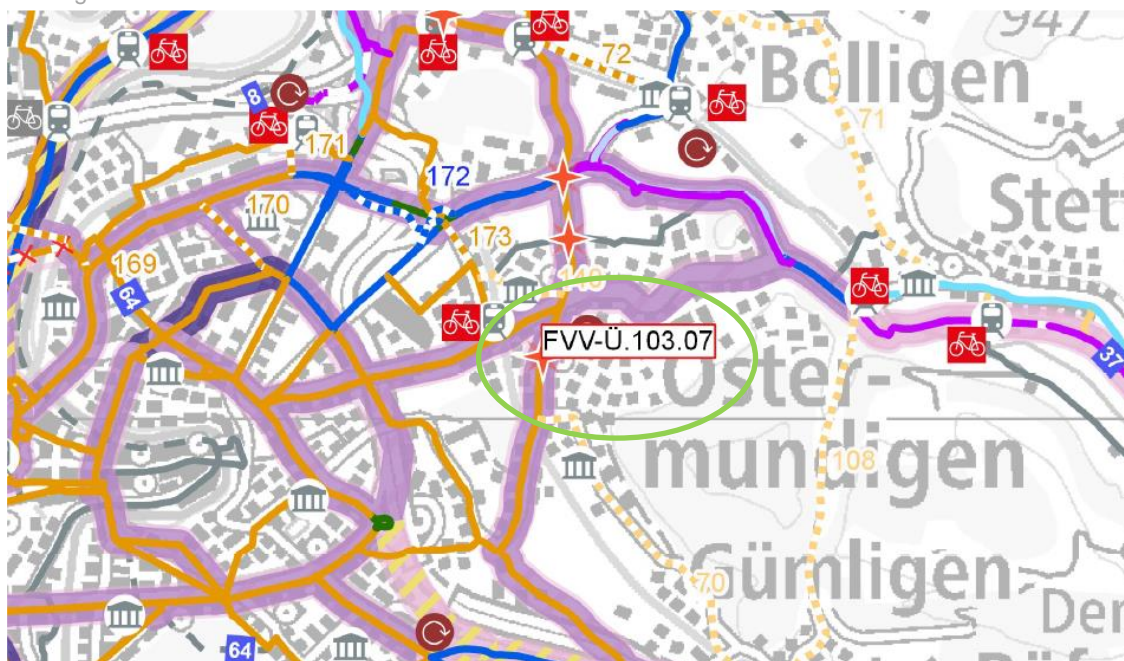 947
72
Bolligen
8
71
171
172
Stet
170
173
169
64
140
FVV-Ü.103.07
37
Oster-
mundigen
108
70
Gümligen
Der
64